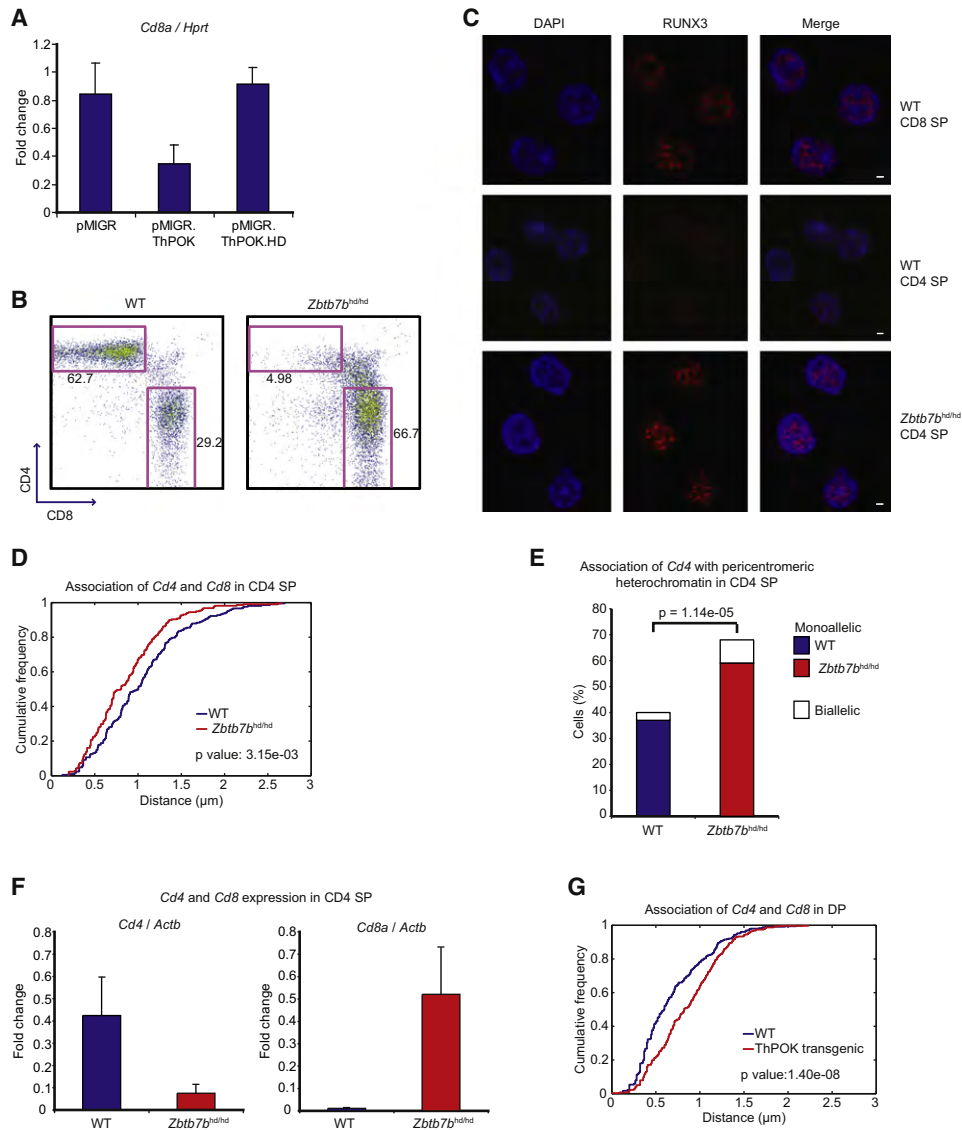 A
Cd8a / Hprt
Fold change
1.2
1
0.8
0.6
0.4
0.2
0
pMIGR
pMIGR.
ThPOK
pMIGR.
ThPOK.HD
B
WT
Zbtb7b^hd/hd
62.7
29.2
4.98
66.7
CD4
CD8
C
DAPI
RUNX3
Merge
WT
CD8 SP
WT
CD4 SP
Zbtb7b^hd/hd
CD4 SP
D
Association of Cd4 and Cd8 in CD4 SP
Cumulative frequency
1
0.8
0.6
0.4
0.2
0
WT
Zbtb7b^hd/hd
p value: 3.15e-03
0
0.5
1
1.5
2
2.5
3
Distance (µm)
E
Association of Cd4 with pericentromeric
heterochromatin in CD4 SP
Cells (%)
80
70
60
50
40
30
20
10
0
p = 1.14e-05
WT
Zbtb7b^hd/hd
Monoallelic
WT
Zbtb7b^hd/hd
Biallelic
F
Cd4 and Cd8 expression in CD4 SP
Cd4 / Actb
Fold change
0.8
0.7
0.6
0.5
0.4
0.3
0.2
0.1
0
WT
Zbtb7b^hd/hd
Cd8a / Actb
Fold change
0.8
0.7
0.6
0.5
0.4
0.3
0.2
0.1
0
WT
Zbtb7b^hd/hd
G
Association of Cd4 and Cd8 in DP
Cumulative frequency
1
0.8
0.6
0.4
0.2
0
WT
ThPOK transgenic
p value:1.40e-08
0
0.5
1
1.5
2
2.5
3
Distance (µm)